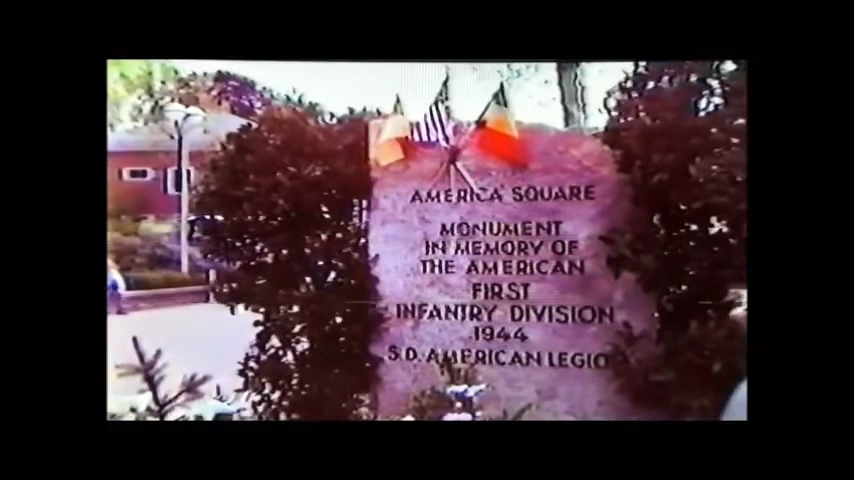 AMERICA SQUARE
MONUMENT
IN MEMORY OF
THE AMERICAN
FIRST
INFANTRY DIVISION
1944
S.D. AMERICAN LEGIO